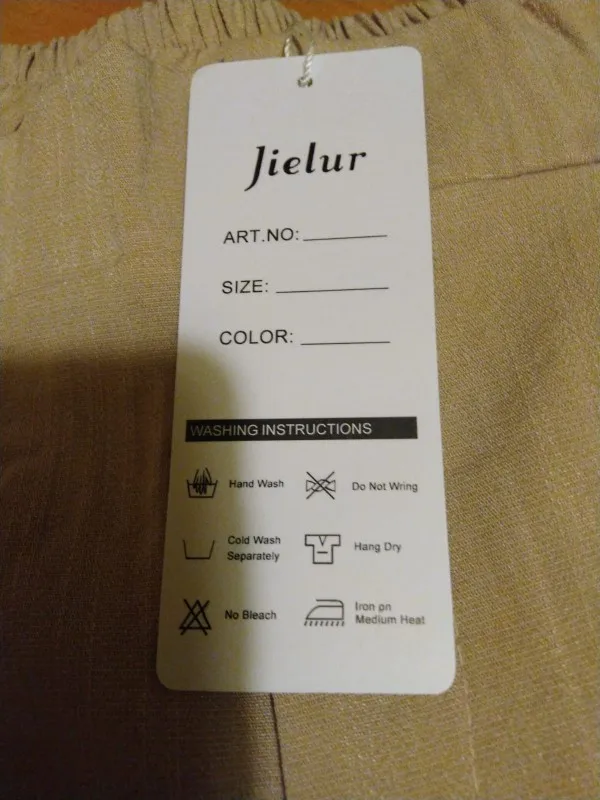 Jielur
ART.NO:
SIZE:
COLOR:
WASHING INSTRUCTIONS
Hand Wash
Do Not Wring
Cold Wash
Separately
Hang Dry
No Bleach
Iron pn
Medium Heat